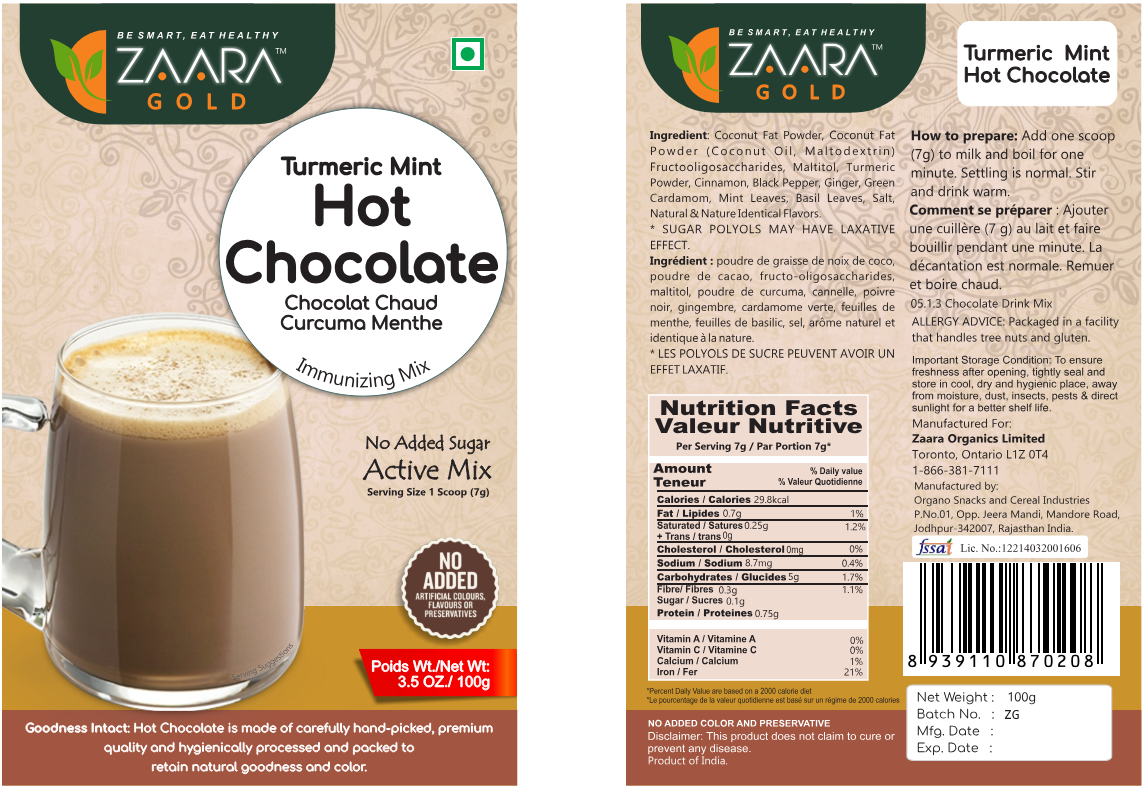 BE SMART, EAT HEALTHY
ZAARA™
GOLD
Turmeric Mint
Hot
Chocolate
Chocolat Chaud
Curcuma Menthe
Immunizing Mix
No Added Sugar
Active Mix
Serving Size 1 Scoop (7g)
NO
ADDED
ARTIFICIAL COLOURS,
FLAVOURS OR
PRESERVATIVES
Serving Suggestions
Poids Wt./Net Wt:
3.5 OZ./ 100g
Goodness Intact: Hot Chocolate is made of carefully hand-picked, premium
quality and hygienically processed and packed to
retain natural goodness and color.
BE SMART, EAT HEALTHY
ZAARA™
GOLD
Turmeric Mint
Hot Chocolate
Ingredient: Coconut Fat Powder, Coconut Fat
Powder (Coconut Oil, Maltodextrin)
Fructooligosaccharides, Maltitol, Turmeric
Powder, Cinnamon, Black Pepper, Ginger, Green
Cardamom, Mint Leaves, Basil Leaves, Salt,
Natural & Nature Identical Flavors.
* SUGAR POLYOLS MAY HAVE LAXATIVE
EFFECT.
Ingrédient : poudre de graisse de noix de coco,
poudre de cacao, fructo-oligosaccharides,
maltitol, poudre de curcuma, cannelle, poivre
noir, gingembre, cardamome verte, feuilles de
menthe, feuilles de basilic, sel, arôme naturel et
identique à la nature.
* LES POLYOLS DE SUCRE PEUVENT AVOIR UN
EFFET LAXATIF.
Nutrition Facts
Valeur Nutritive
Per Serving 7g / Par Portion 7g*
Amount % Daily value
Teneur % Valeur Quotidienne
Calories / Calories 29.8kcal
Fat / Lipides 0.7g 1%
Saturated / Satures 0.25g 1.2%
+ Trans / trans 0g
Cholesterol / Cholesterol 0mg 0%
Sodium / Sodium 8.7mg 0.4%
Carbohydrates / Glucides 5g 1.7%
Fibre/ Fibres 0.3g 1.1%
Sugar / Sucres 0.1g
Protein / Proteines 0.75g
Vitamin A / Vitamine A 0%
Vitamin C / Vitamine C 0%
Calcium / Calcium 1%
Iron / Fer 21%
*Percent Daily Value are based on a 2000 calorie diet
*Le pourcentage de la valeur quotidienne est basé sur un régime de 2000 calories
NO ADDED COLOR AND PRESERVATIVE
Disclaimer: This product does not claim to cure or
prevent any disease.
Product of India.
How to prepare: Add one scoop
(7g) to milk and boil for one
minute. Settling is normal. Stir
and drink warm.
Comment se préparer : Ajouter
une cuillère (7 g) au lait et faire
bouillir pendant une minute. La
décantation est normale. Remuer
et boire chaud.
05.1.3 Chocolate Drink Mix
ALLERGY ADVICE: Packaged in a facility
that handles tree nuts and gluten.
Important Storage Condition: To ensure
freshness after opening, tightly seal and
store in cool, dry and hygienic place, away
from moisture, dust, insects, pests & direct
sunlight for a better shelf life.
Manufactured For:
Zaara Organics Limited
Toronto, Ontario L1Z 0T4
1-866-381-7111
Manufactured by:
Organo Snacks and Cereal Industries
P.No.01, Opp. Jeera Mandi, Mandore Road,
Jodhpur-342007, Rajasthan India.
fssai Lic. No.:12214032001606
8 939110 870208
Net Weight : 100g
Batch No. : ZG
Mfg. Date :
Exp. Date :